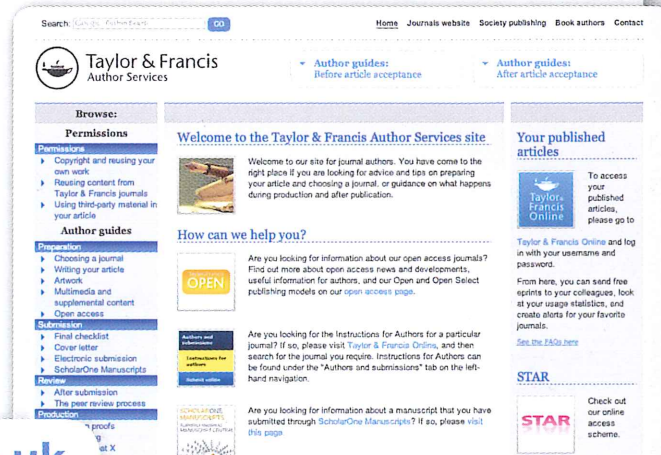 Search:
GO
Home Journals website Society publishing Book authors Contact
Taylor & Francis
Author Services
Author guides:
Before article acceptance
Author guides:
After article acceptance
Browse:
Permissions
Permissions
Copyright and reusing your
own work
Reusing content from
Taylor & Francis journals
Using third-party material in
your article
Author guides
Preparation
Choosing a journal
Writing your article
Artwork
Multimedia and
supplemental content
Open access
Submission
Final checklist
Cover letter
Electronic submission
ScholarOne Manuscripts
Review
After submission
The peer review process
Production
proofs
uk
Welcome to the Taylor & Francis Author Services site
Welcome to our site for journal authors. You have come to the
right place if you are looking for advice and tips on preparing
your article and choosing a journal, or guidance on what happens
during production and after publication.
How can we help you?
OPEN
Are you looking for information about our open access journals?
Find out more about open access news and developments,
useful information for authors, and our Open and Open Select
publishing models on our open access page.
Authors and
submissions
Instructions for
authors
Submit online
Are you looking for the Instructions for Authors for a particular
journal? If so, please visit Taylor & Francis Online, and then
search for the journal you require. Instructions for Authors can
be found under the "Authors and submissions" tab on the left-
hand navigation.
SCHOLARONE
MANUSCRIPTS
Are you looking for information about a manuscript that you have
submitted through ScholarOne Manuscripts? If so, please visit
this page
Your published
articles
Taylor &
Francis
Online
To access
your
published
articles,
please go to
Taylor & Francis Online and log
in with your username and
password.
From here, you can send free
eprints to your colleagues, look
at your usage statistics, and
create alerts for your favorite
journals.
See the FAQs here
STAR
STAR
Check out
our online
access
scheme.